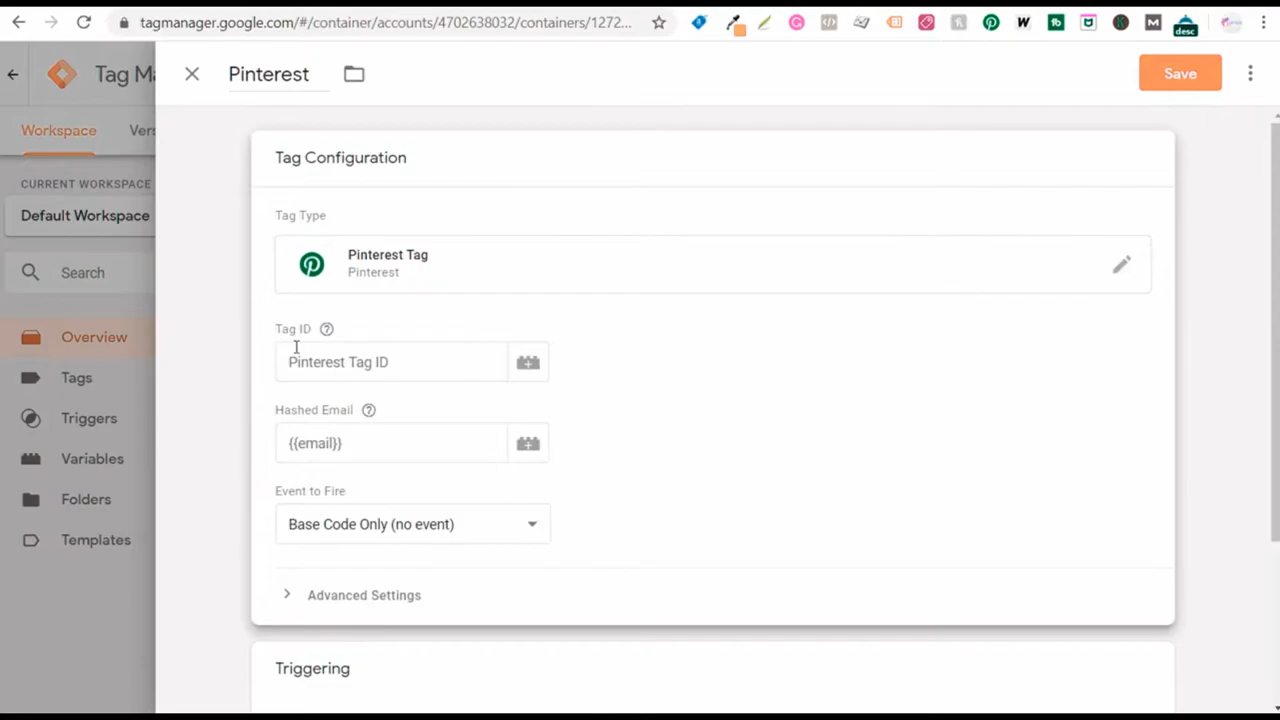 tagmanager.google.com/#/container/accounts/4702638032/containers/1272...
desc
Tag Ma
Pinterest
Save
Workspace
Vers
CURRENT WORKSPACE
Default Workspace
Search
Overview
Tags
Triggers
Variables
Folders
Templates
Tag Configuration
Tag Type
Pinterest Tag
Pinterest
Tag ID
Pinterest Tag ID
Hashed Email
{{email}}
Event to Fire
Base Code Only (no event)
Advanced Settings
Triggering